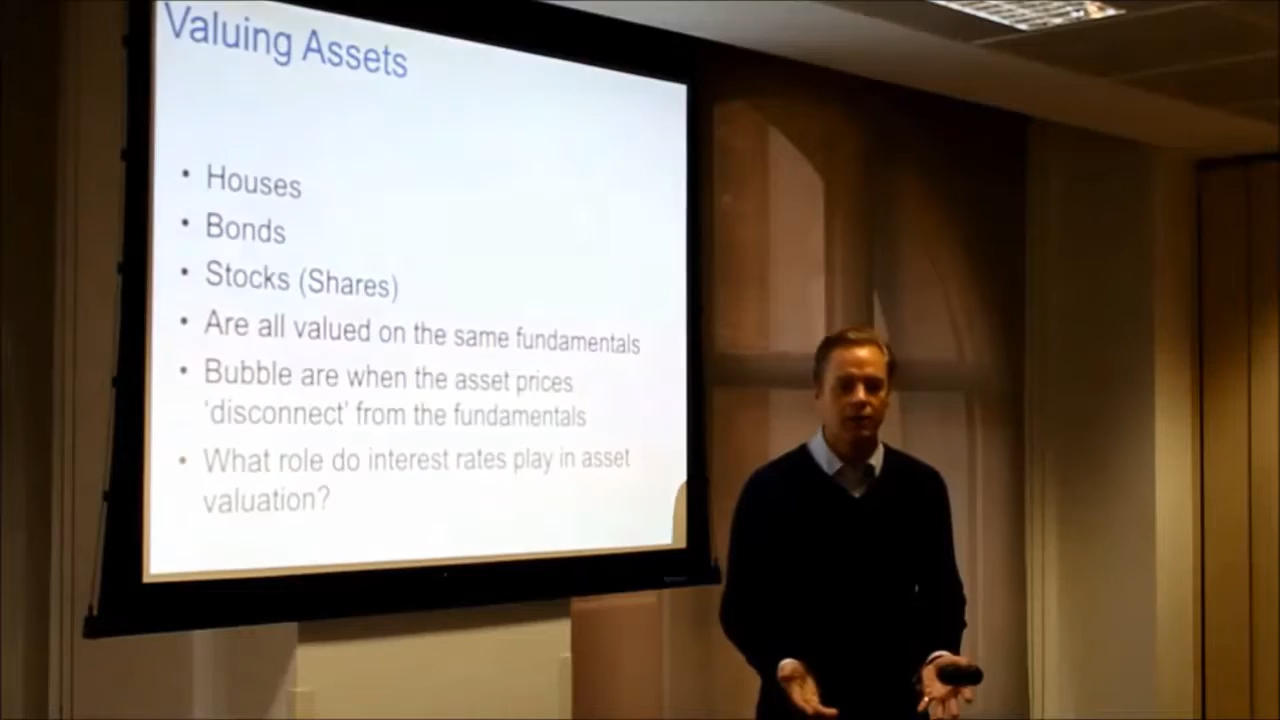 Valuing Assets
• Houses
• Bonds
• Stocks (Shares)
• Are all valued on the same fundamentals
• Bubble are when the asset prices
‘disconnect’ from the fundamentals
• What role do interest rates play in asset
valuation?